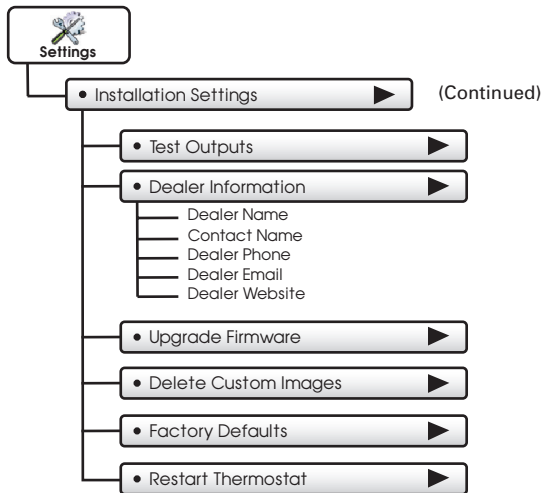 Settings
• Installation Settings (Continued)
• Test Outputs
• Dealer Information
Dealer Name
Contact Name
Dealer Phone
Dealer Email
Dealer Website
• Upgrade Firmware
• Delete Custom Images
• Factory Defaults
• Restart Thermostat